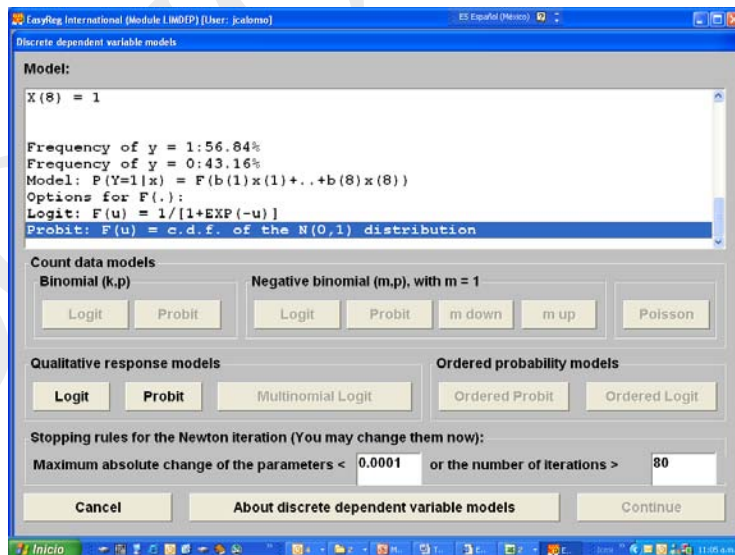 EasyReg International (Module LIMDEP) [User: jcalonso]
ES Español (México)
Discrete dependent variable models
Model:
X(8) = 1
Frequency of y = 1:56.84%
Frequency of y = 0:43.16%
Model: P(Y=1|x) = F(b(1)x(1)+..+b(8)x(8))
Options for F(.):
Logit: F(u) = 1/[1+EXP(-u)]
Probit: F(u) = c.d.f. of the N(0,1) distribution
Count data models
Binomial (k,p)
Negative binomial (m,p), with m = 1
Logit Probit Logit Probit m down m up Poisson
Qualitative response models
Ordered probability models
Logit Probit Multinomial Logit Ordered Probit Ordered Logit
Stopping rules for the Newton iteration (You may change them now):
Maximum absolute change of the parameters < 0.0001 or the number of iterations > 80
Cancel About discrete dependent variable models Continue
Inicio 11:05 a.m.